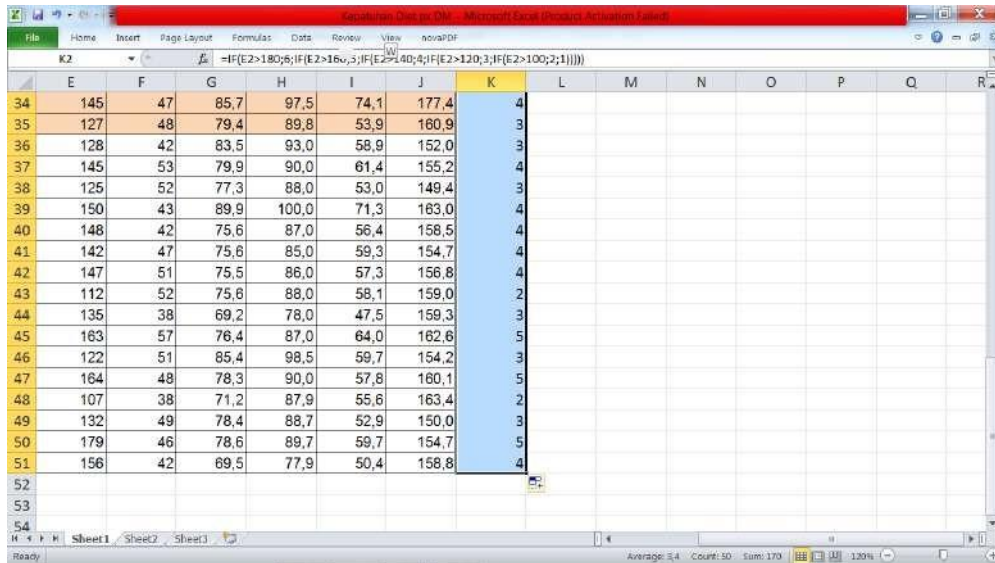 Kepatuhan Diet px DM - Microsoft Excel (Product Activation Failed)
File Home Insert Page Layout Formulas Data Review View novaPDF
W
K2 fx =IF(E2>180;6;IF(E2>160;5;IF(E2>140;4;IF(E2>120;3;IF(E2>100;2;1)))))
E F G H I J K L M N O P Q R
34 145 47 85,7 97,5 74,1 177,4 4
35 127 48 79,4 89,8 53,9 160,9 3
36 128 42 83,5 93,0 58,9 152,0 3
37 145 53 79,9 90,0 61,4 155,2 4
38 125 52 77,3 88,0 53,0 149,4 3
39 150 43 89,9 100,0 71,3 163,0 4
40 148 42 75,6 87,0 56,4 158,5 4
41 142 47 75,6 85,0 59,3 154,7 4
42 147 51 75,5 86,0 57,3 156,8 4
43 112 52 75,6 88,0 58,1 159,0 2
44 135 38 69,2 78,0 47,5 159,3 3
45 163 57 76,4 87,0 64,0 162,6 5
46 122 51 85,4 98,5 59,7 154,2 3
47 164 48 78,3 90,0 57,8 160,1 5
48 107 38 71,2 87,9 55,6 163,4 2
49 132 49 78,4 88,7 52,9 150,0 3
50 179 46 78,6 89,7 59,7 154,7 5
51 156 42 69,5 77,9 50,4 158,8 4
52
53
54
Sheet1 Sheet2 Sheet3
Ready Average: 3,4 Count: 50 Sum: 170 120%